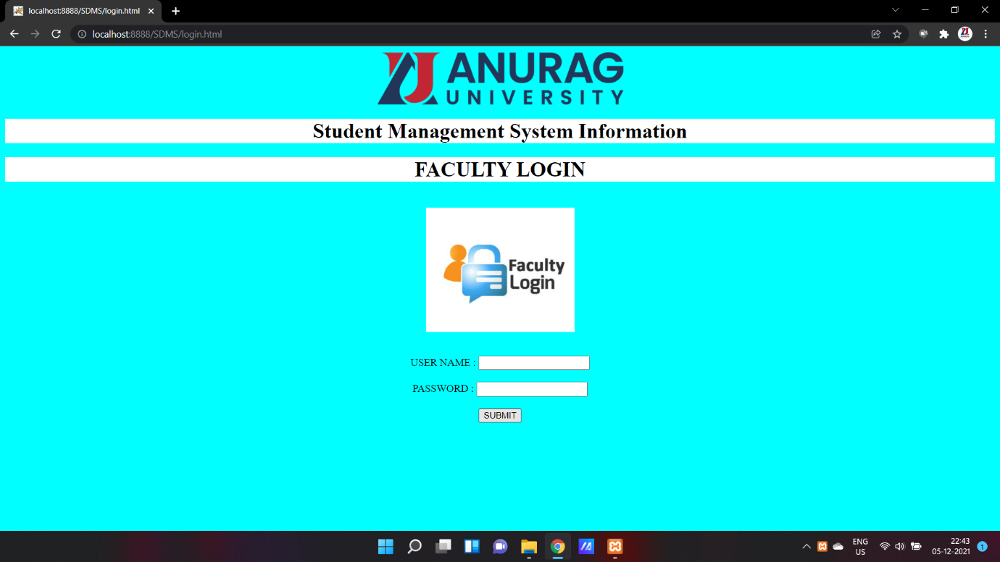 localhost:8888/SDMS/login.html
localhost:8888/SDMS/login.html
ANURAG
UNIVERSITY
Student Management System Information
FACULTY LOGIN
Faculty
Login
USER NAME :
PASSWORD :
SUBMIT
ENG
US
22:43
05-12-2021
1